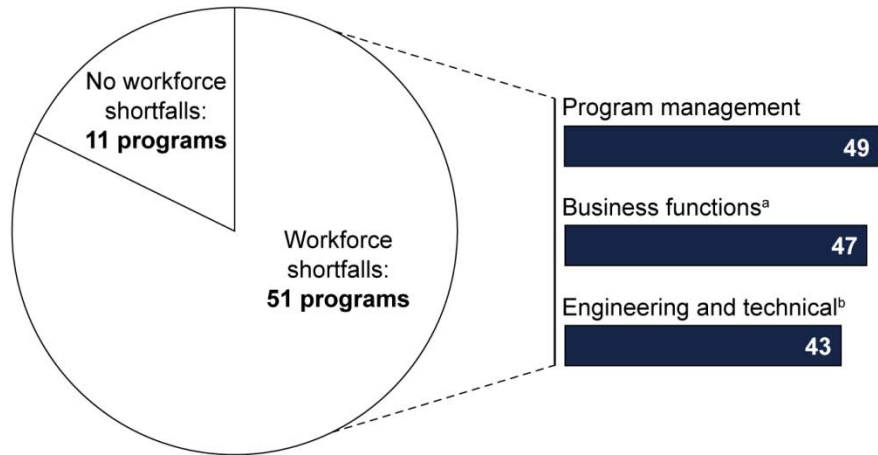 No workforce
shortfalls:
11 programs
Workforce
shortfalls:
51 programs
Program management
49
Business functionsᵃ
47
Engineering and technicalᵇ
43